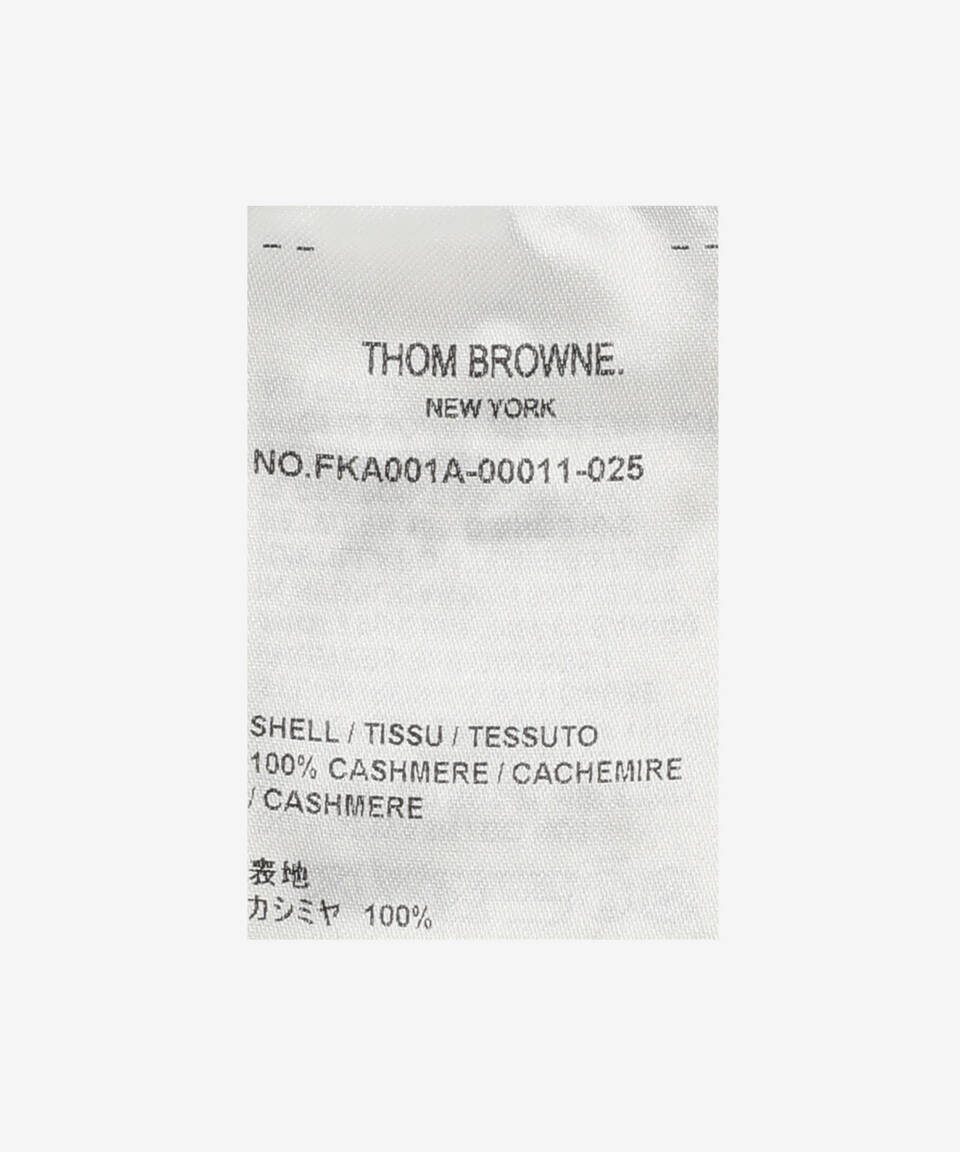 THOM BROWNE.
NEW YORK
NO.FKA001A-00011-025
SHELL / TISSU / TESSUTO
100% CASHMERE / CACHEMIRE
/ CASHMERE
表地
カシミヤ 100%